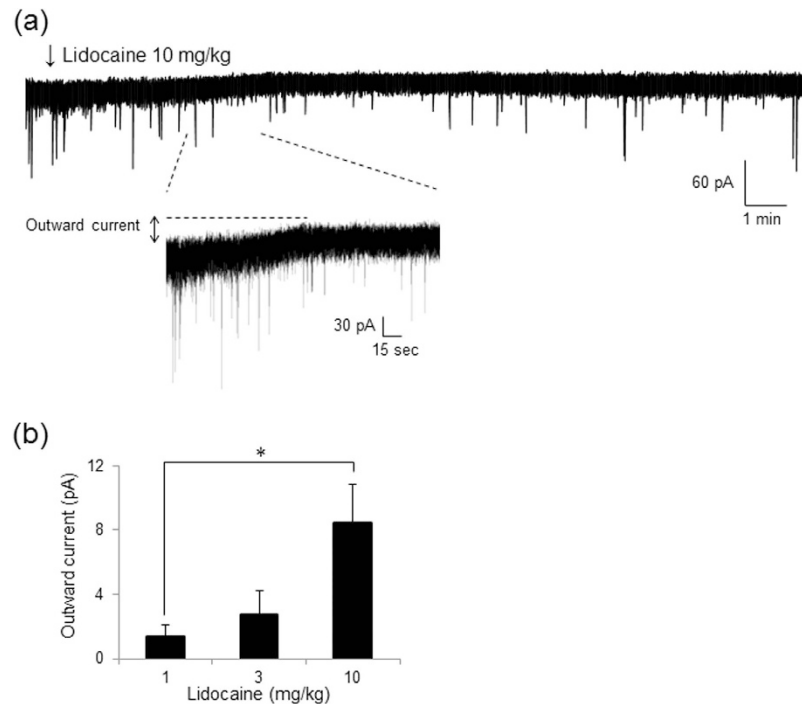 (a)
↓ Lidocaine 10 mg/kg
60 pA
1 min
Outward current
30 pA
15 sec
(b)
*
12
8
4
0
Outward current (pA)
1 3 10
Lidocaine (mg/kg)